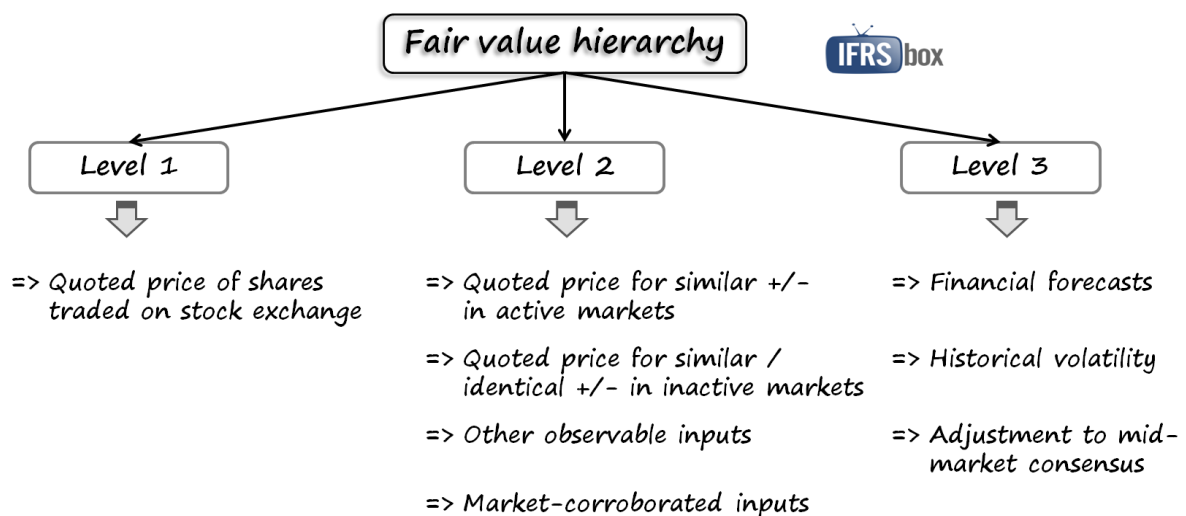 Fair value hierarchy
IFRS box
Level 1
=> Quoted price of shares
traded on stock exchange
Level 2
=> Quoted price for similar +/-
in active markets
=> Quoted price for similar /
identical +/- in inactive markets
=> Other observable inputs
=> Market-corroborated inputs
Level 3
=> Financial forecasts
=> Historical volatility
=> Adjustment to mid-
market consensus